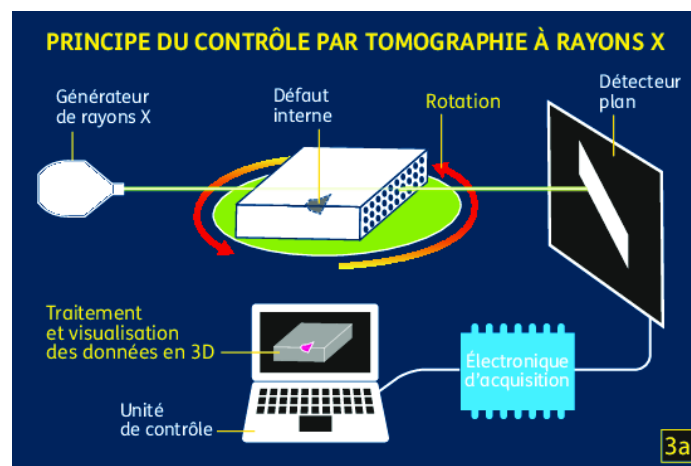 PRINCIPE DU CONTRÔLE PAR TOMOGRAPHIE À RAYONS X
Générateur
de rayons X
Défaut
interne
Rotation
Détecteur
plan
Traitement
et visualisation
des données en 3D
Unité
de contrôle
Électronique
d'acquisition
3a